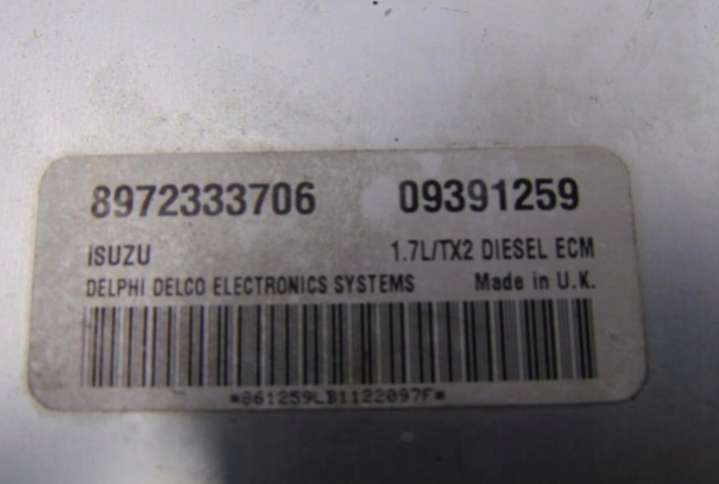 8972333706 09391259
ISUZU 1.7L/TX2 DIESEL ECM
DELPHI DELCO ELECTRONICS SYSTEMS Made in U.K.
*861259LB1122097F*